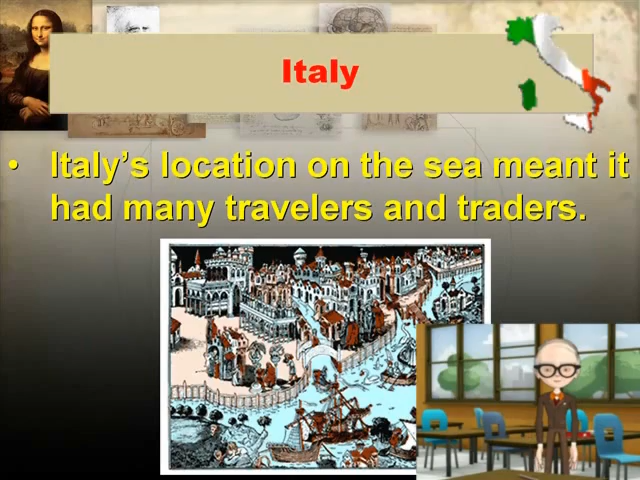 Italy
• Italy's location on the sea meant it
had many travelers and traders.